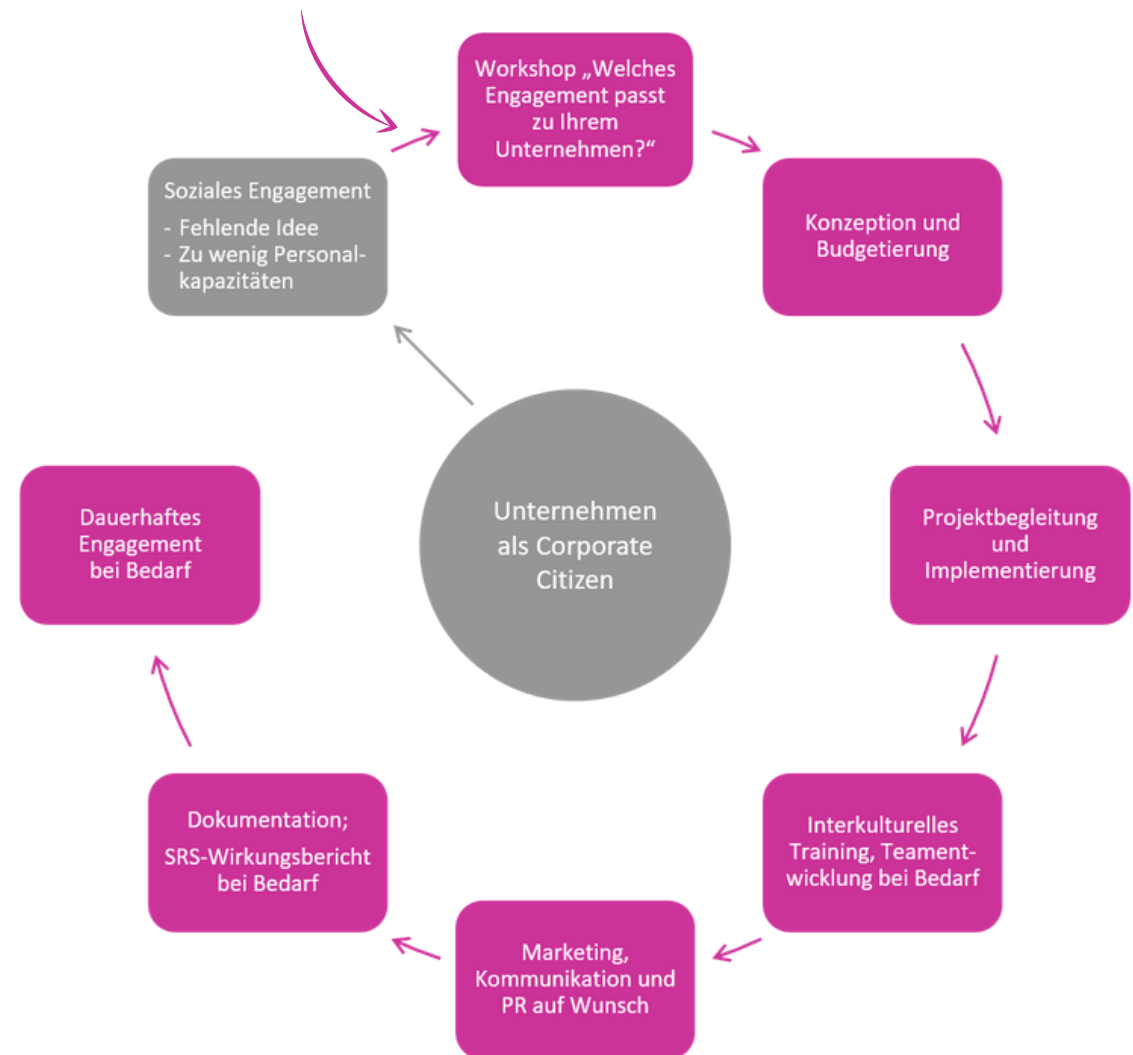 Workshop „Welches
Engagement passt
zu Ihrem
Unternehmen?“
Soziales Engagement
- Fehlende Idee
- Zu wenig Personal-
kapazitäten
Konzeption und
Budgetierung
Unternehmen
als Corporate
Citizen
Dauerhaftes
Engagement
bei Bedarf
Projektbegleitung
und
Implementierung
Dokumentation;
SRS-Wirkungsbericht
bei Bedarf
Interkulturelles
Training, Teament-
wicklung bei Bedarf
Marketing,
Kommunikation und
PR auf Wunsch